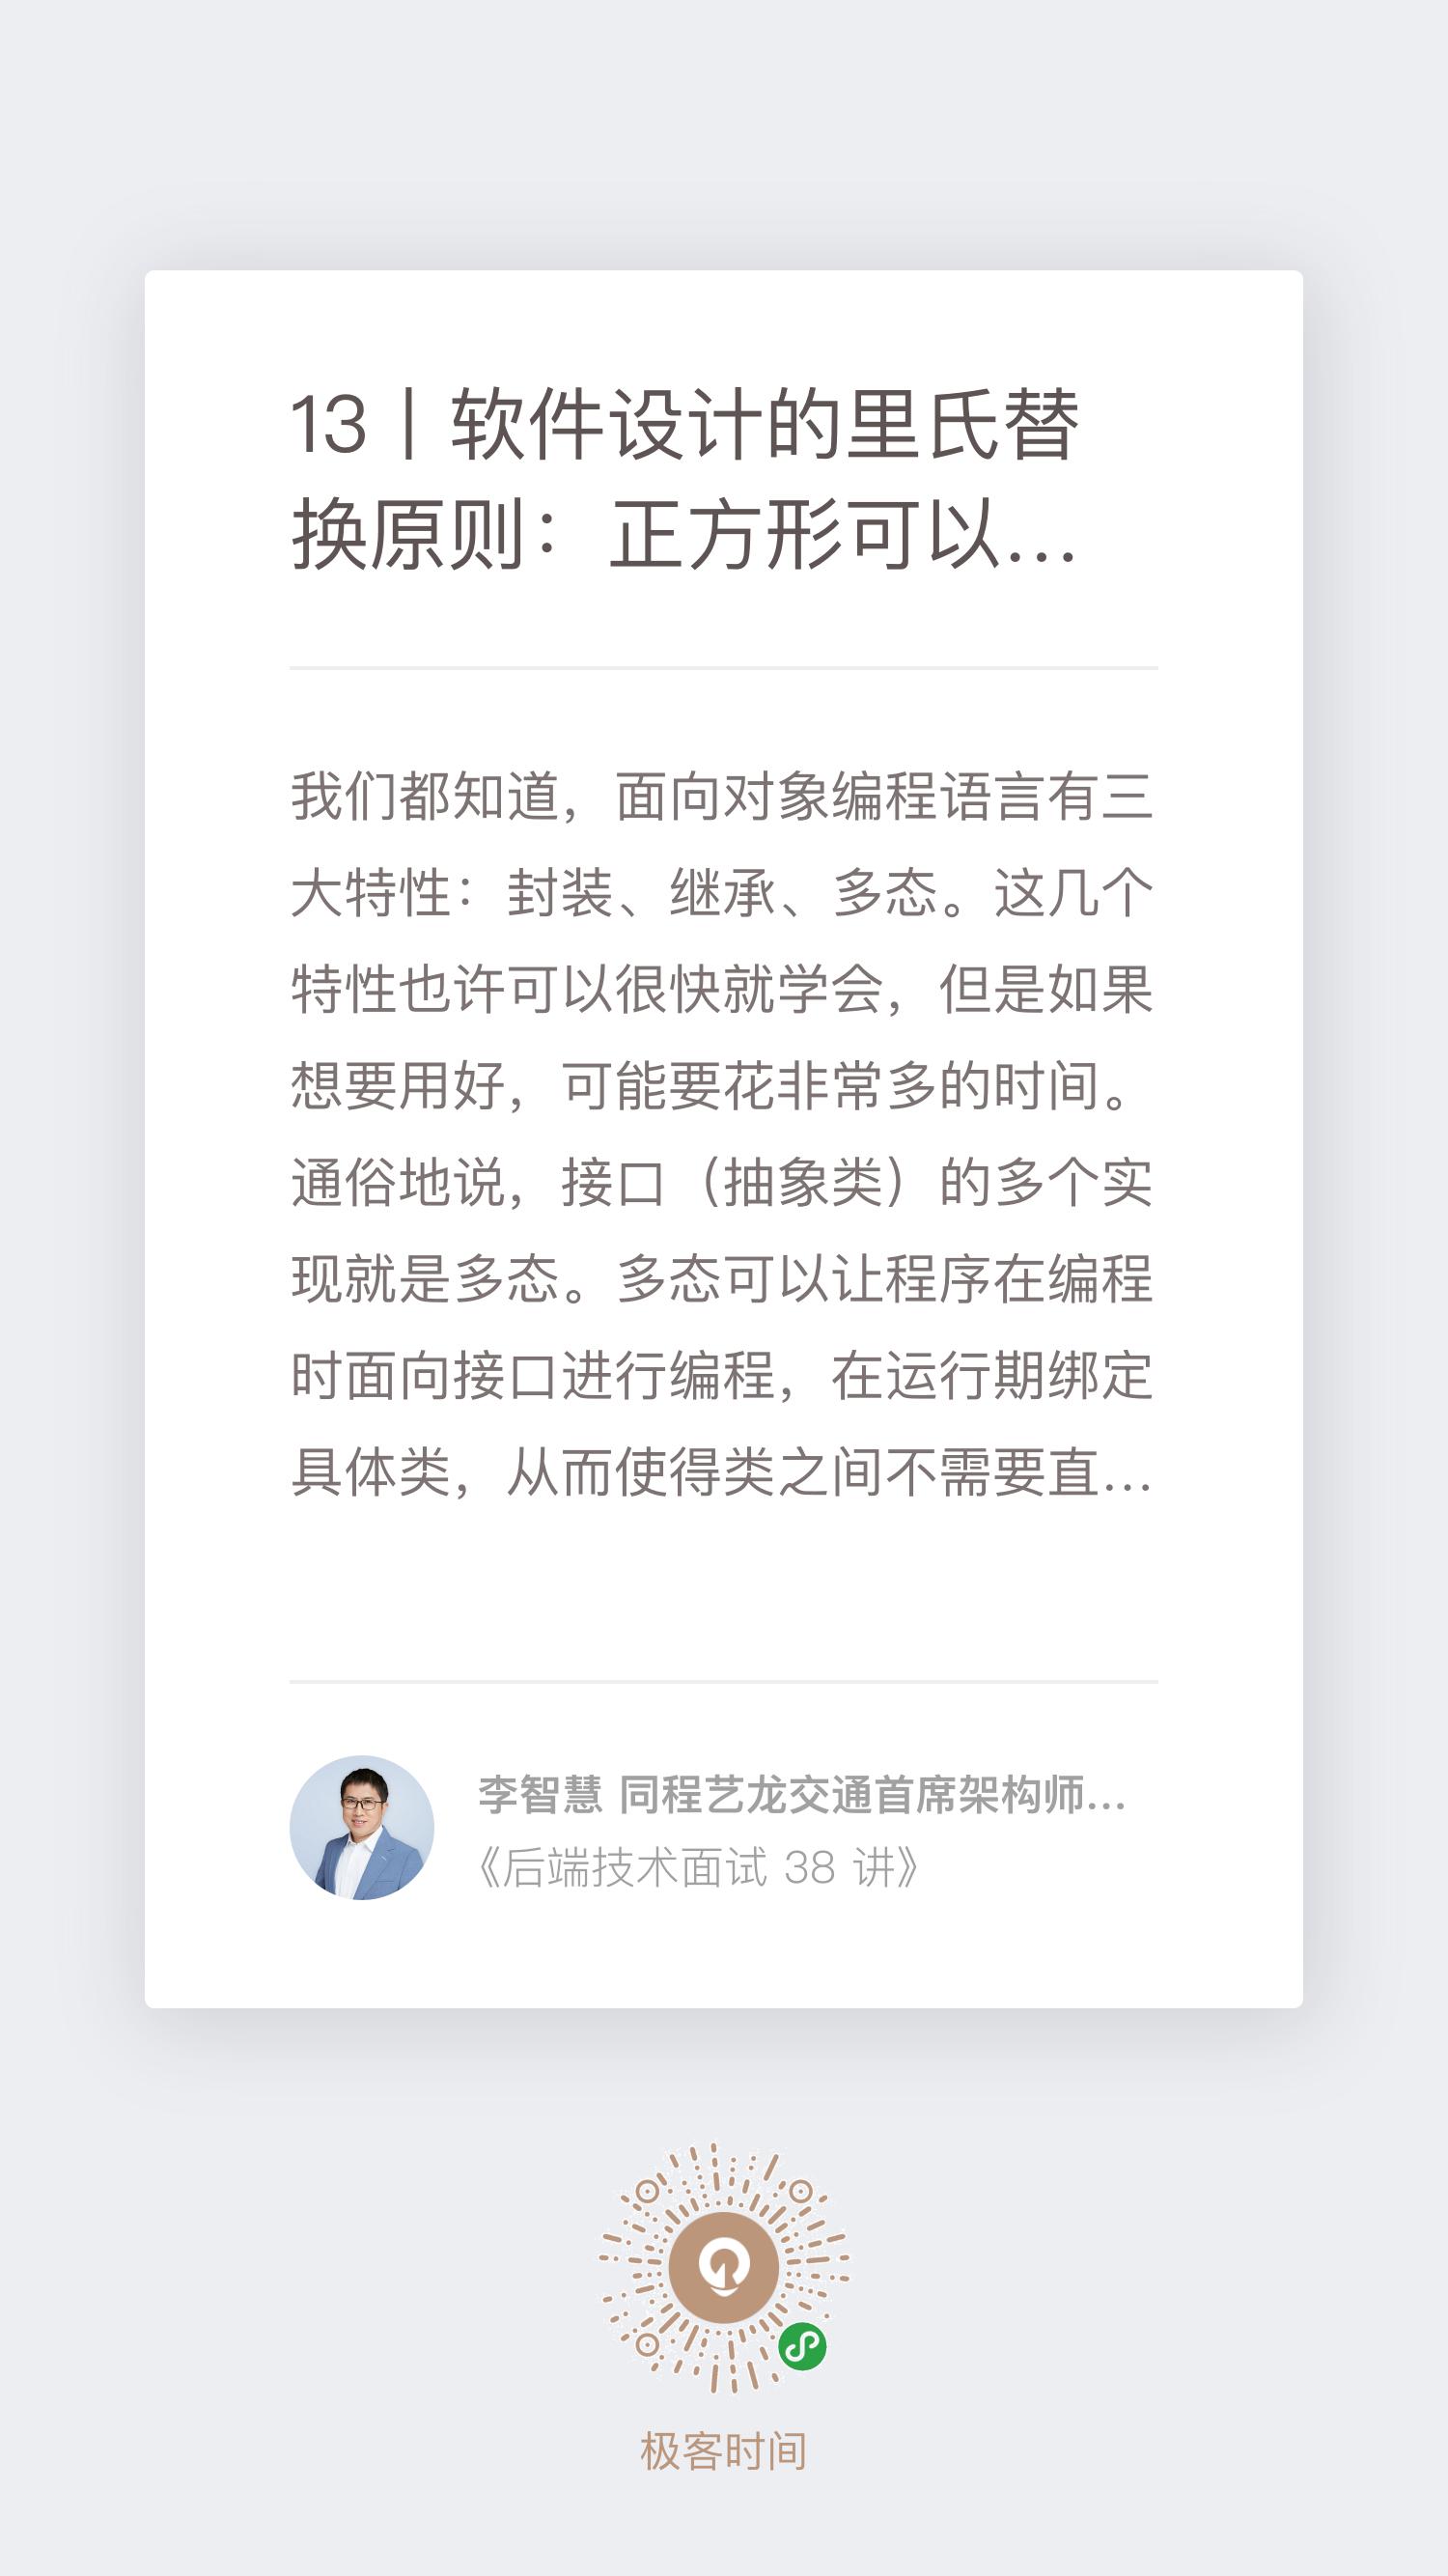 13丨软件设计的里氏替
换原则：正方形可以...
我们都知道，面向对象编程语言有三
大特性：封装、继承、多态。这几个
特性也许可以很快就学会，但是如果
想要用好，可能要花非常多的时间。
通俗地说，接口（抽象类）的多个实
现就是多态。多态可以让程序在编程
时面向接口进行编程，在运行期绑定
具体类，从而使得类之间不需要直...
李智慧 同程艺龙交通首席架构师...
《后端技术面试 38 讲》
极客时间